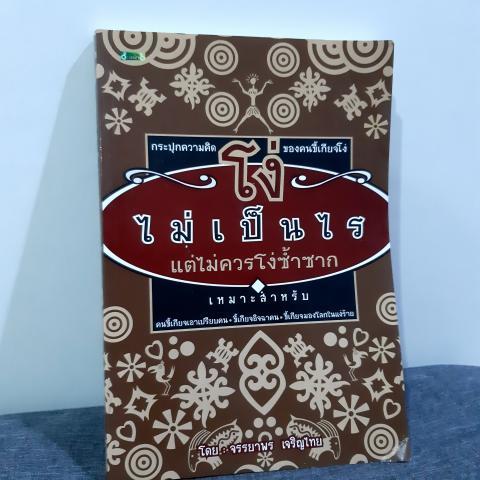 กระปุกความคิด ของคนขี้เกียจโง่
โง่
ไม่เป็นไร
แต่ไม่ควรโง่ซ้ำซาก
เหมาะสำหรับ
คนขี้เกียจเอาเปรียบคน • ขี้เกียจอิจฉาคน • ขี้เกียจมองโลกในแง่ร้าย
โดย : จรรยาพร เจริญไทย